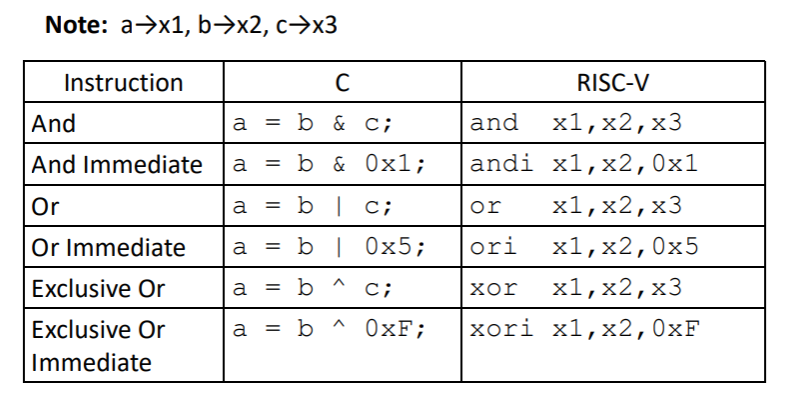 Note: a→x1, b→x2, c→x3
Instruction C RISC-V
And a = b & c; and x1,x2,x3
And Immediate a = b & 0x1; andi x1,x2,0x1
Or a = b | c; or x1,x2,x3
Or Immediate a = b | 0x5; ori x1,x2,0x5
Exclusive Or a = b ^ c; xor x1,x2,x3
Exclusive Or a = b ^ 0xF; xori x1,x2,0xF
Immediate